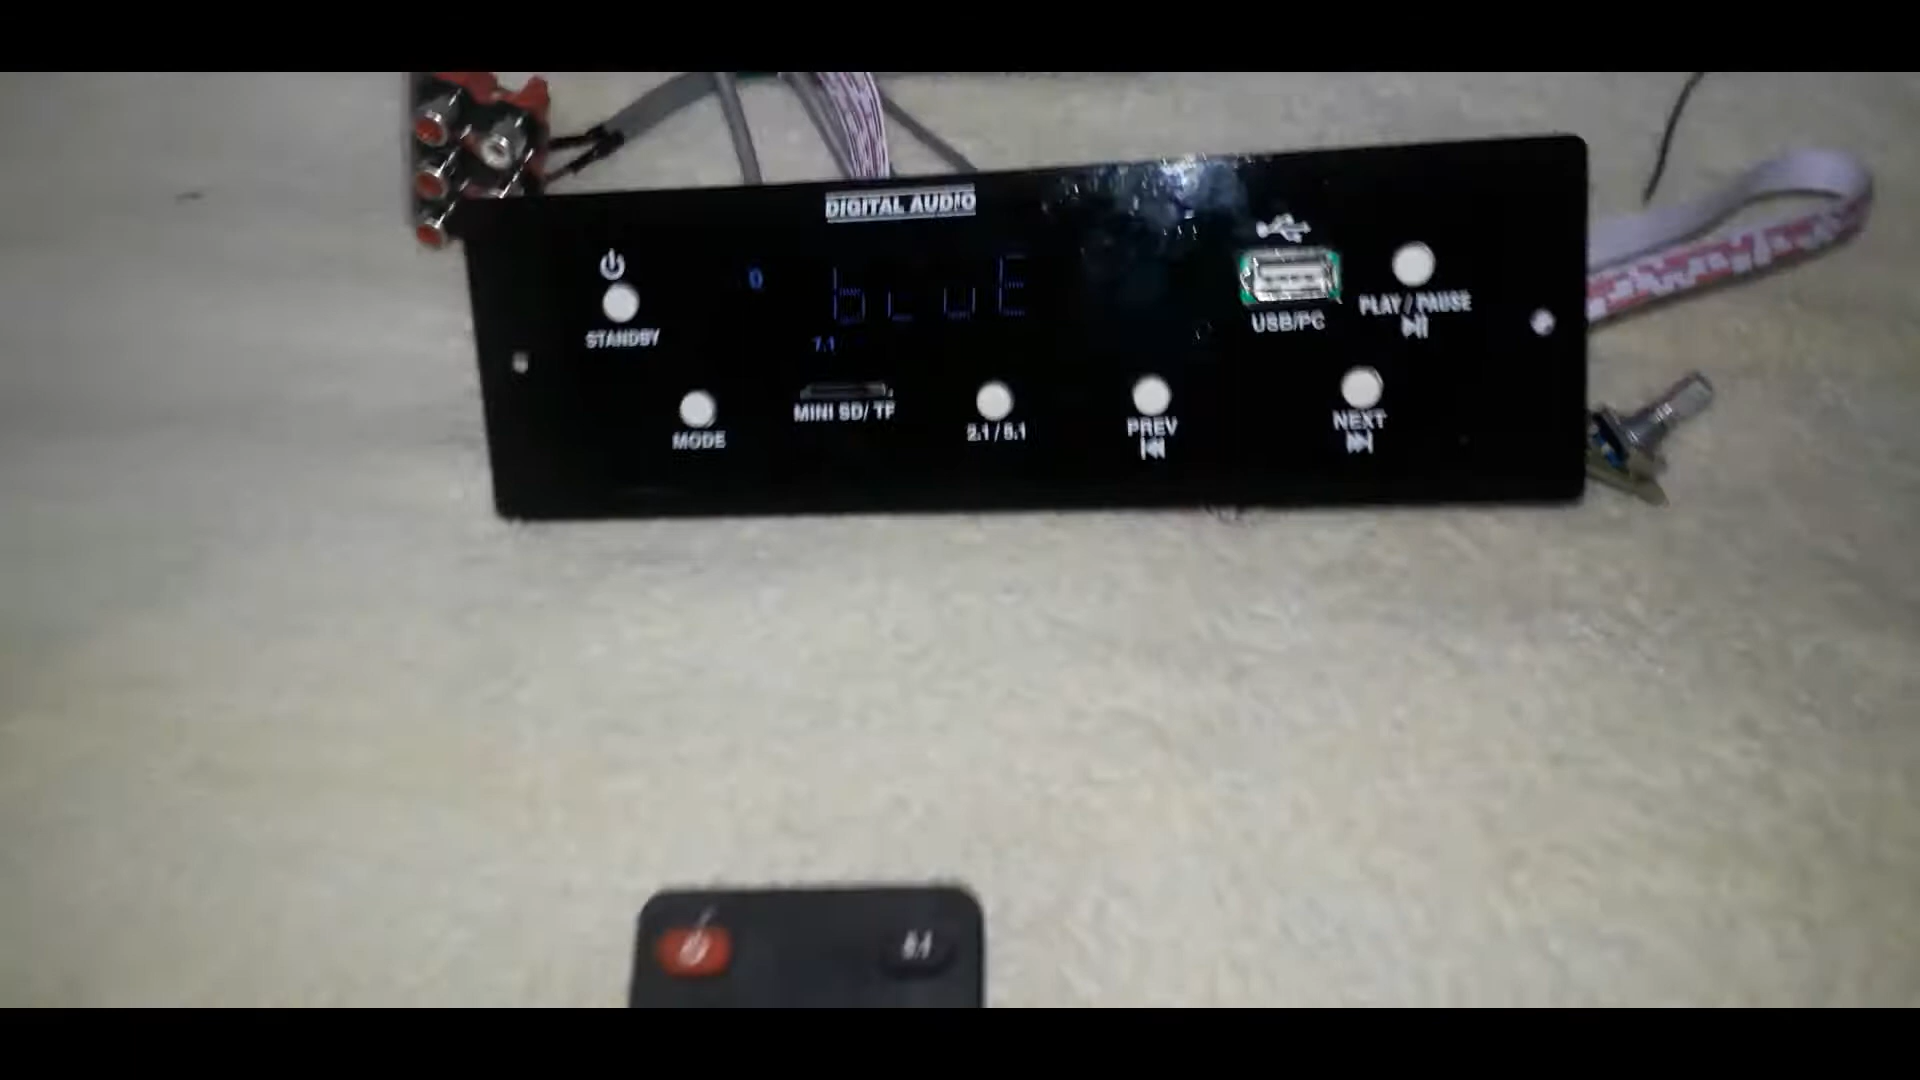 DIGITAL AUDIO
0
bLuE
7.1
STANDBY
USB/PC
PLAY / PAUSE
MODE
MINI SD/ TF
2.1 / 5.1
PREV
NEXT